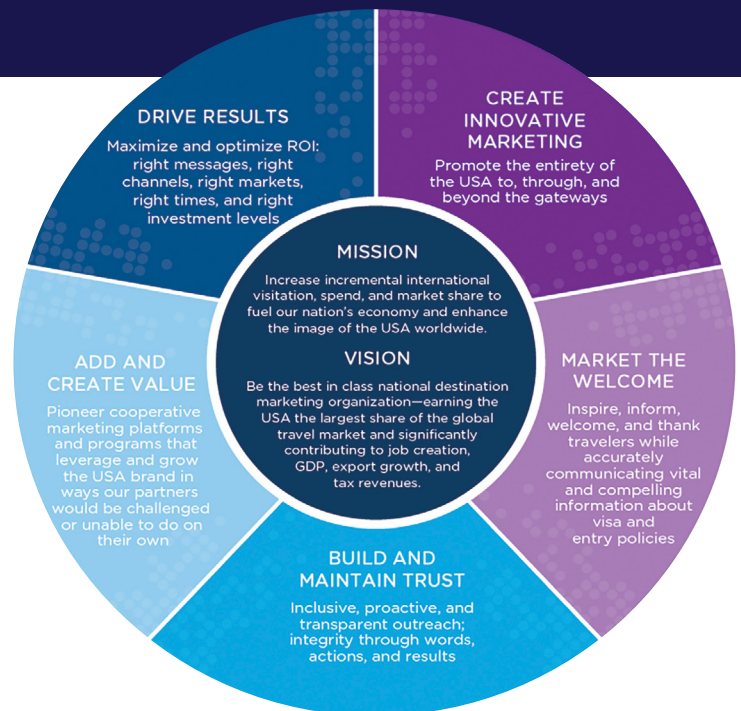 DRIVE RESULTS
Maximize and optimize ROI:
right messages, right
channels, right markets,
right times, and right
investment levels
CREATE
INNOVATIVE
MARKETING
Promote the entirety of
the USA to, through, and
beyond the gateways
MISSION
Increase incremental international
visitation, spend, and market share to
fuel our nation's economy and enhance
the image of the USA worldwide.
VISION
Be the best in class national destination
marketing organization—earning the
USA the largest share of the global
travel market and significantly
contributing to job creation,
GDP, export growth, and
tax revenues.
ADD AND
CREATE VALUE
Pioneer cooperative
marketing platforms
and programs that
leverage and grow
the USA brand in
ways our partners
would be challenged
or unable to do on
their own
MARKET THE
WELCOME
Inspire, inform,
welcome, and thank
travelers while
accurately
communicating vital
and compelling
information about
visa and
entry policies
BUILD AND
MAINTAIN TRUST
Inclusive, proactive, and
transparent outreach;
integrity through words,
actions, and results